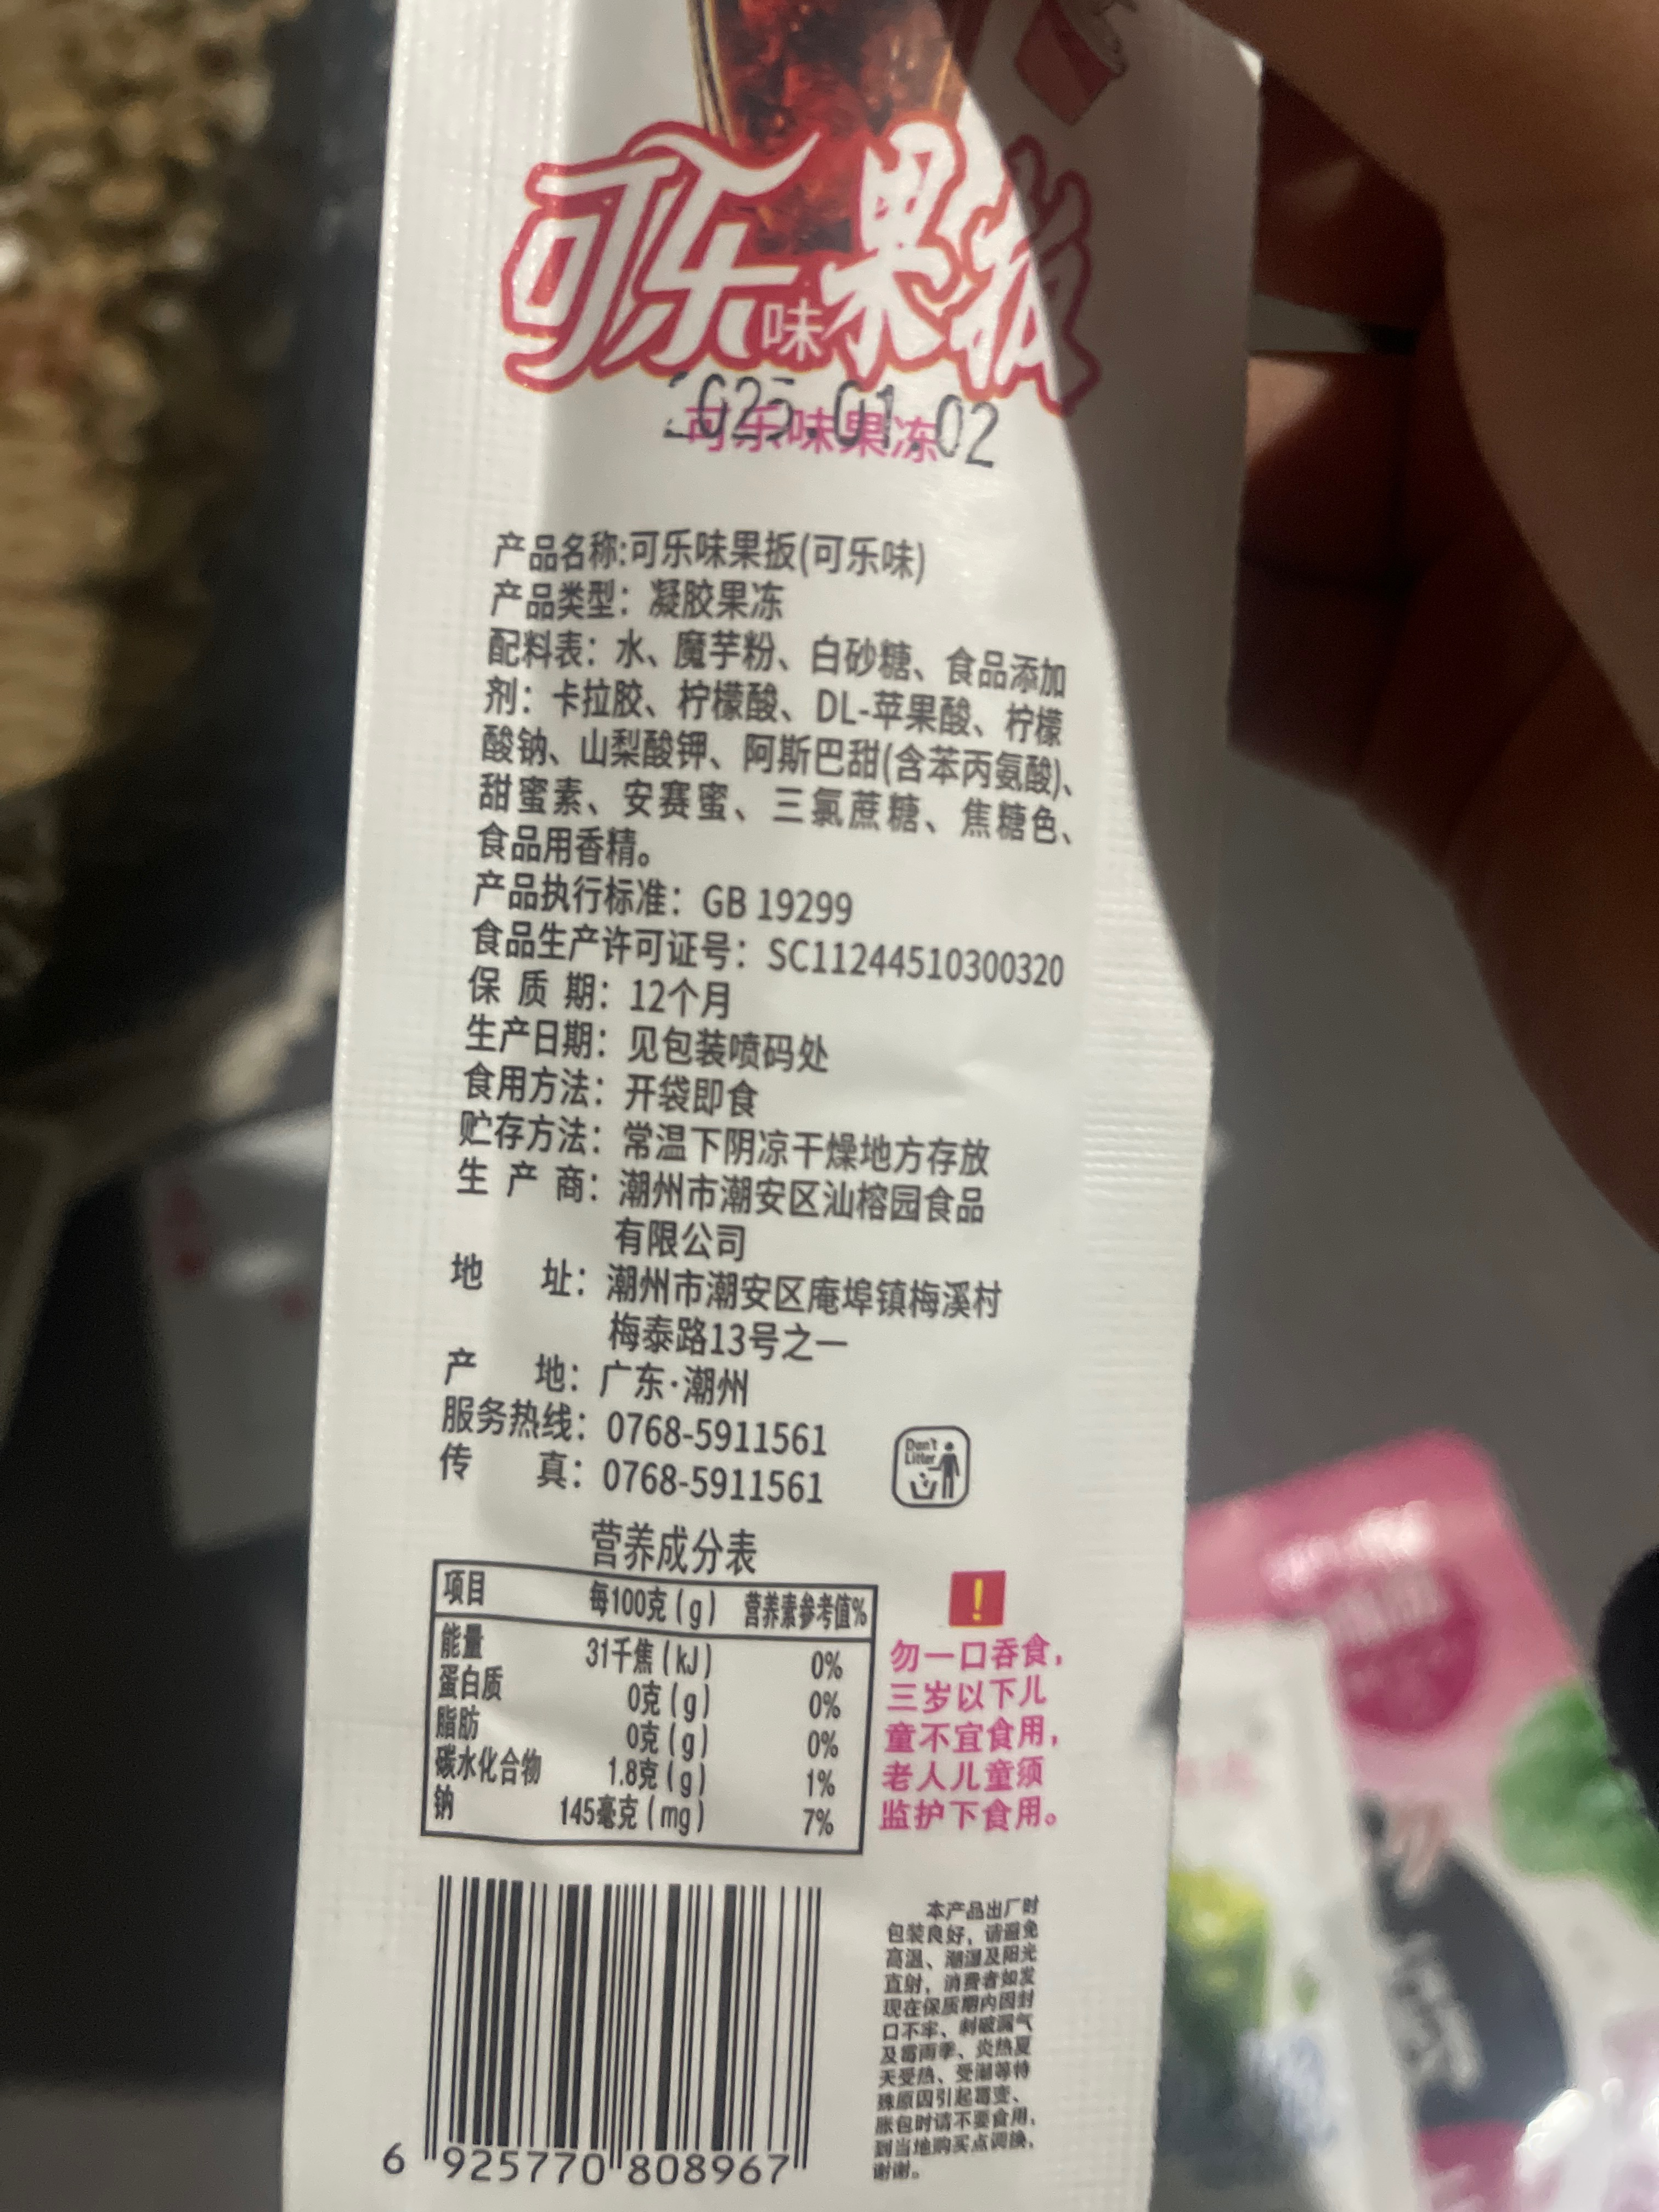 可乐味果扳
2025.01.02
可乐味果冻
产品名称:可乐味果扳(可乐味)
产品类型：凝胶果冻
配料表：水、魔芋粉、白砂糖、食品添加
剂：卡拉胶、柠檬酸、DL-苹果酸、柠檬
酸钠、山梨酸钾、阿斯巴甜(含苯丙氨酸)、
甜蜜素、安赛蜜、三氯蔗糖、焦糖色、
食品用香精。
产品执行标准：GB 19299
食品生产许可证号：SC11244510300320
保质期：12个月
生产日期：见包装喷码处
食用方法：开袋即食
贮存方法：常温下阴凉干燥地方存放
生产商：潮州市潮安区汕榕园食品
有限公司
地址：潮州市潮安区庵埠镇梅溪村
梅泰路13号之一
产地：广东·潮州
服务热线：0768-5911561
传真：0768-5911561
Don't
Litter
营养成分表
项目 每100克(g) 营养素参考值%
能量 31千焦(kJ) 0%
蛋白质 0克(g) 0%
脂肪 0克(g) 0%
碳水化合物 1.8克(g) 1%
钠 145毫克(mg) 7%
!
勿一口吞食,
三岁以下儿
童不宜食用,
老人儿童须
监护下食用。
本产品出厂时
包装良好，请避免
高温、潮湿及阳光
直射，消费者如发
现在保质期内因封
口不牢、刺破漏气
及霉雨季、炎热夏
天受热、受潮等特
殊原因引起霉变、
胀包时请不要食用,
到当地购买点调换,
谢谢。
6 925770 808967